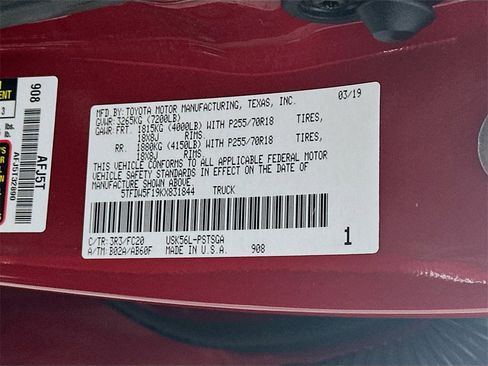 MFD.BY:TOYOTA MOTOR MANUFACTURING, TEXAS, INC. 03/19
GVWR:3265KG (7200LB)
GAWR:FRT. 1815KG (4000LB) WITH P255/70R18 TIRES,
18X8J RIMS.
RR. 1880KG (4150LB) WITH P255/70R18 TIRES,
18X8J RIMS.
THIS VEHICLE CONFORMS TO ALL APPLICABLE FEDERAL MOTOR
VEHICLE SAFETY STANDARDS IN EFFECT ON THE DATE OF
MANUFACTURE SHOWN ABOVE.
5TFDW5F19KX831844 TRUCK
C/TR:3R3/FC20 USK56L-PSTSQA 1
A/TM:B02A/AB60F MADE IN U.S.A. 908
908
AFJ5T
3
lbs.